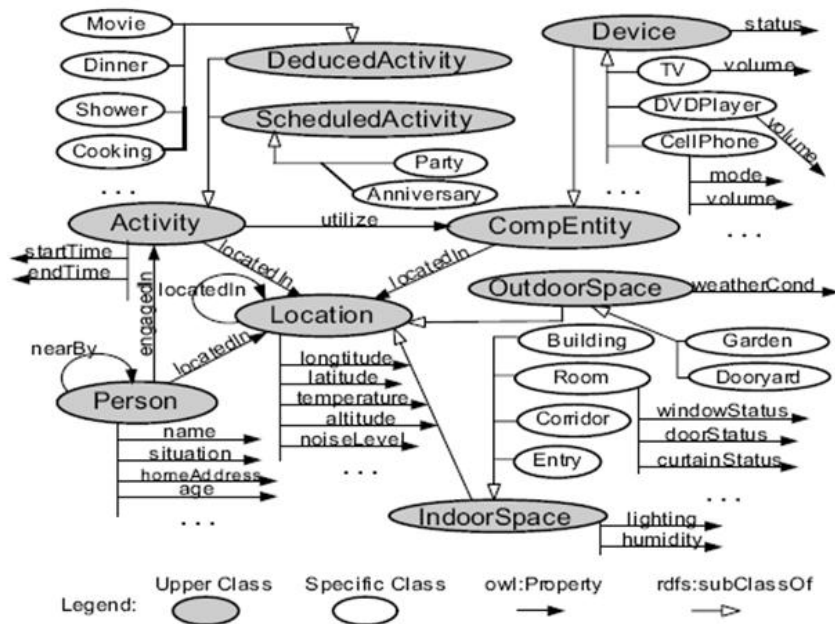 Movie
Dinner
Shower
Cooking
. . .
DeducedActivity
ScheduledActivity
Party
Anniversary
Device
status
TV
volume
DVDPlayer
volume
CellPhone
mode
volume
. . .
. . .
Activity
utilize
CompEntity
startTime
endTime
locatedIn
locatedIn
locatedIn
engagedIn
locatedIn
nearBy
Location
longtitude
latitude
temperature
altitude
noiseLevel
. . .
Person
name
situation
homeAddress
age
. . .
OutdoorSpace
weatherCond
Building
Room
Corridor
Entry
Garden
Dooryard
windowStatus
doorStatus
curtainStatus
. . .
IndoorSpace
lighting
humidity
Legend:
Upper Class
Specific Class
owl:Property
rdfs:subClassOf